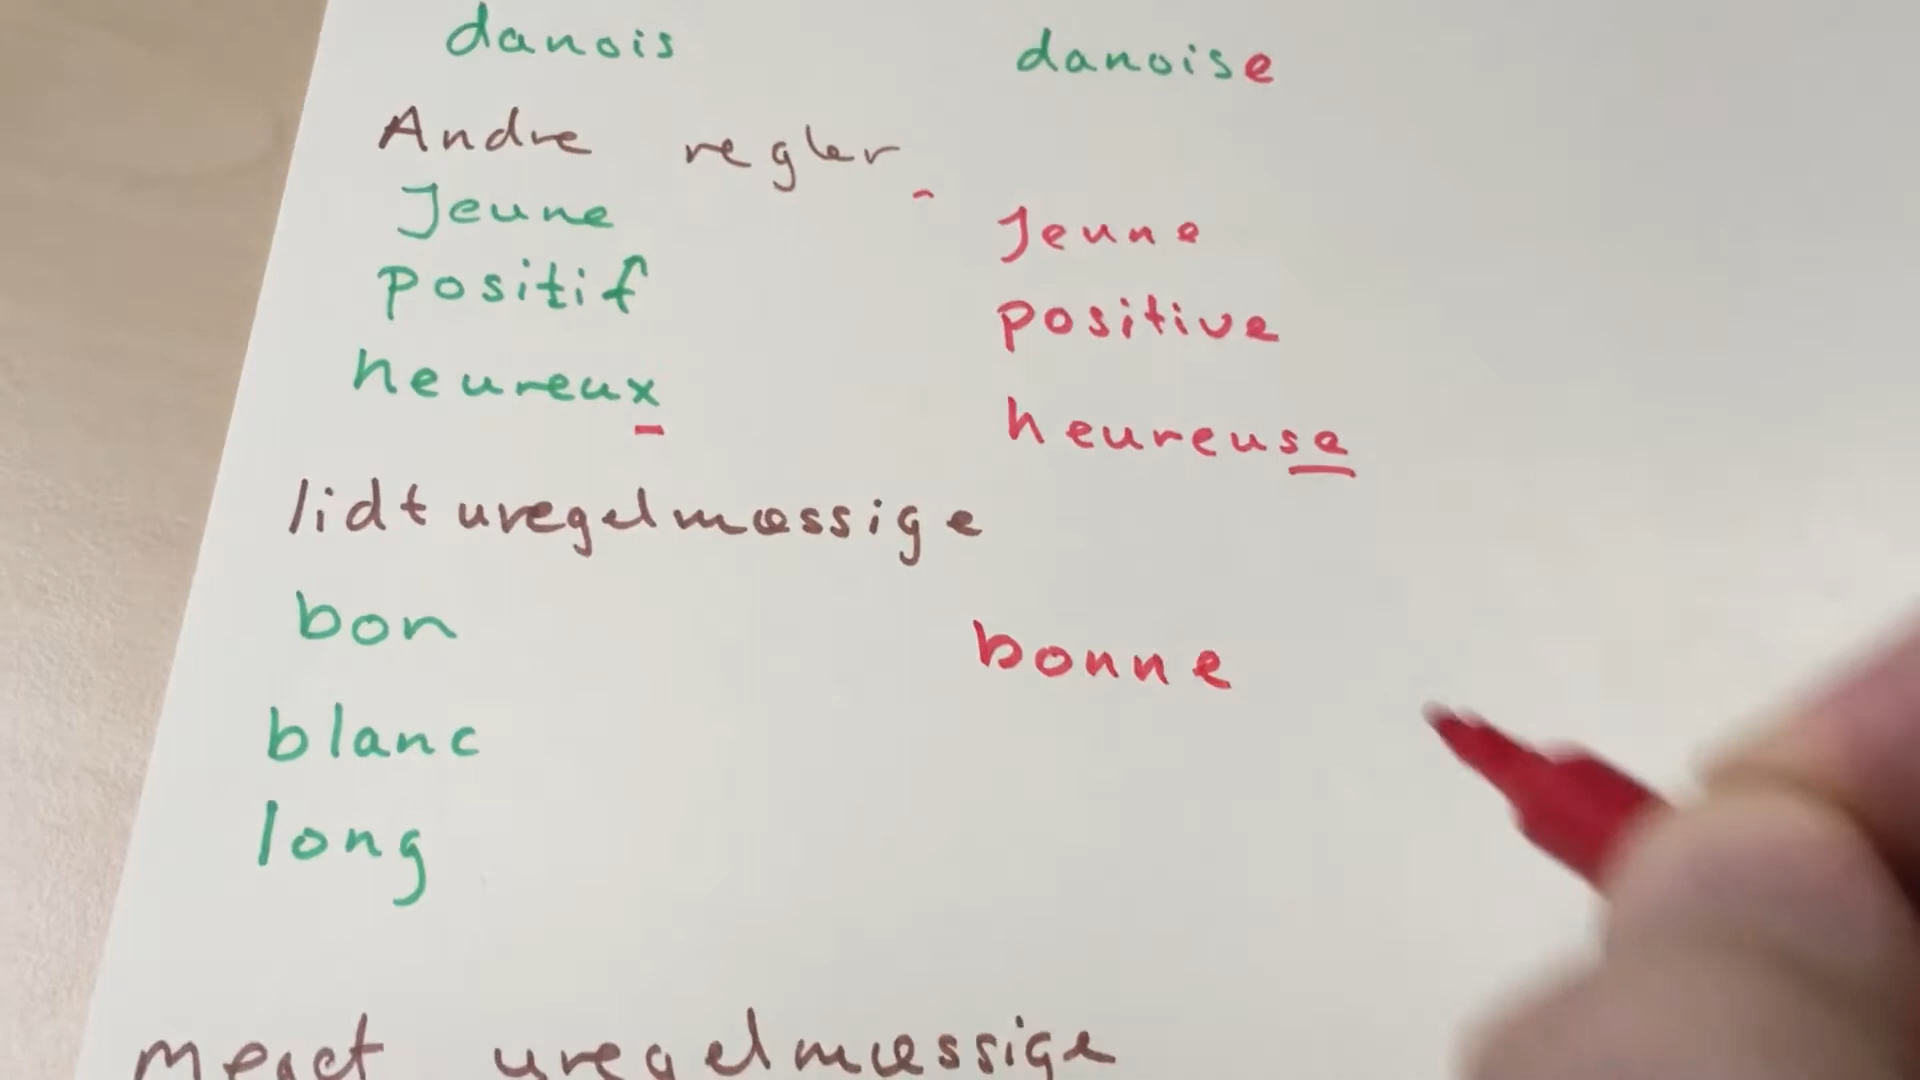 danois danoise
Andre regler
Jeune Jeune
positif positive
heureux heureuse
lidt uregelmæssige
bon bonne
blanc
long
meget uregelmæssige